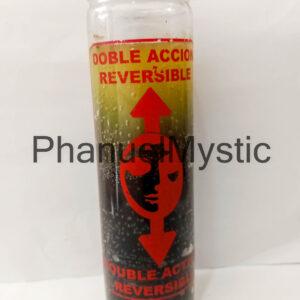 DOBLE ACCION
REVERSIBLE
PhanuelMystic
DOUBLE ACTION
REVERSIBLE